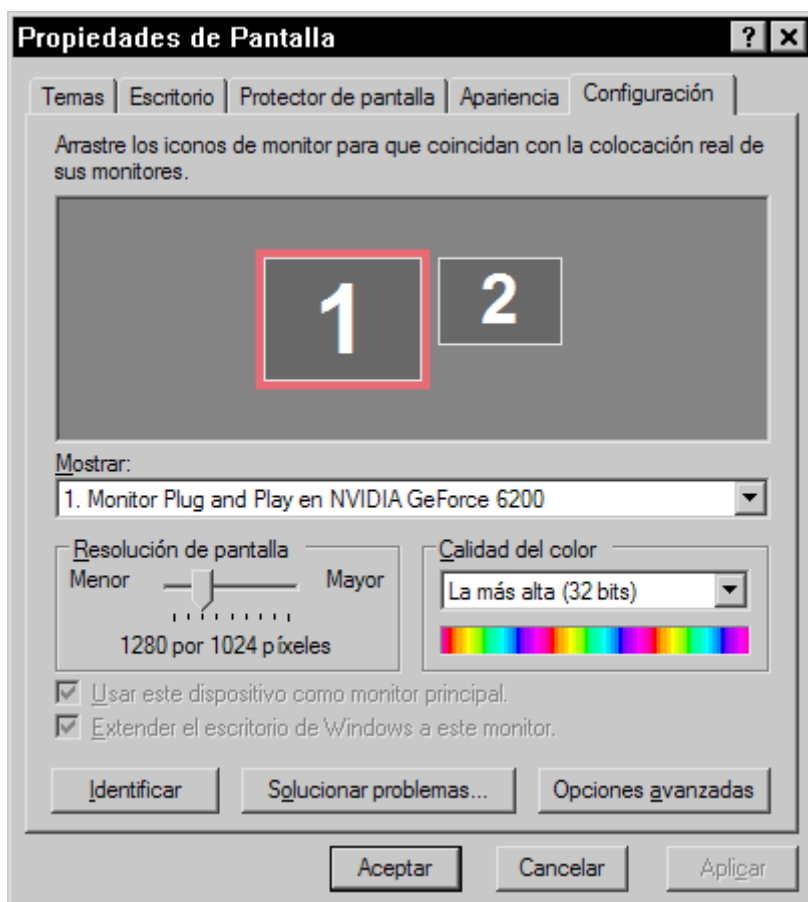 Propiedades de Pantalla
Temas
Escritorio
Protector de pantalla
Apariencia
Configuración
Arrastre los iconos de monitor para que coincidan con la colocación real de
sus monitores.
1
2
Mostrar:
1. Monitor Plug and Play en NVIDIA GeForce 6200
Resolución de pantalla
Menor
Mayor
1280 por 1024 píxeles
Calidad del color
La más alta (32 bits)
Usar este dispositivo como monitor principal.
Extender el escritorio de Windows a este monitor.
Identificar
Solucionar problemas...
Opciones avanzadas
Aceptar
Cancelar
Aplicar